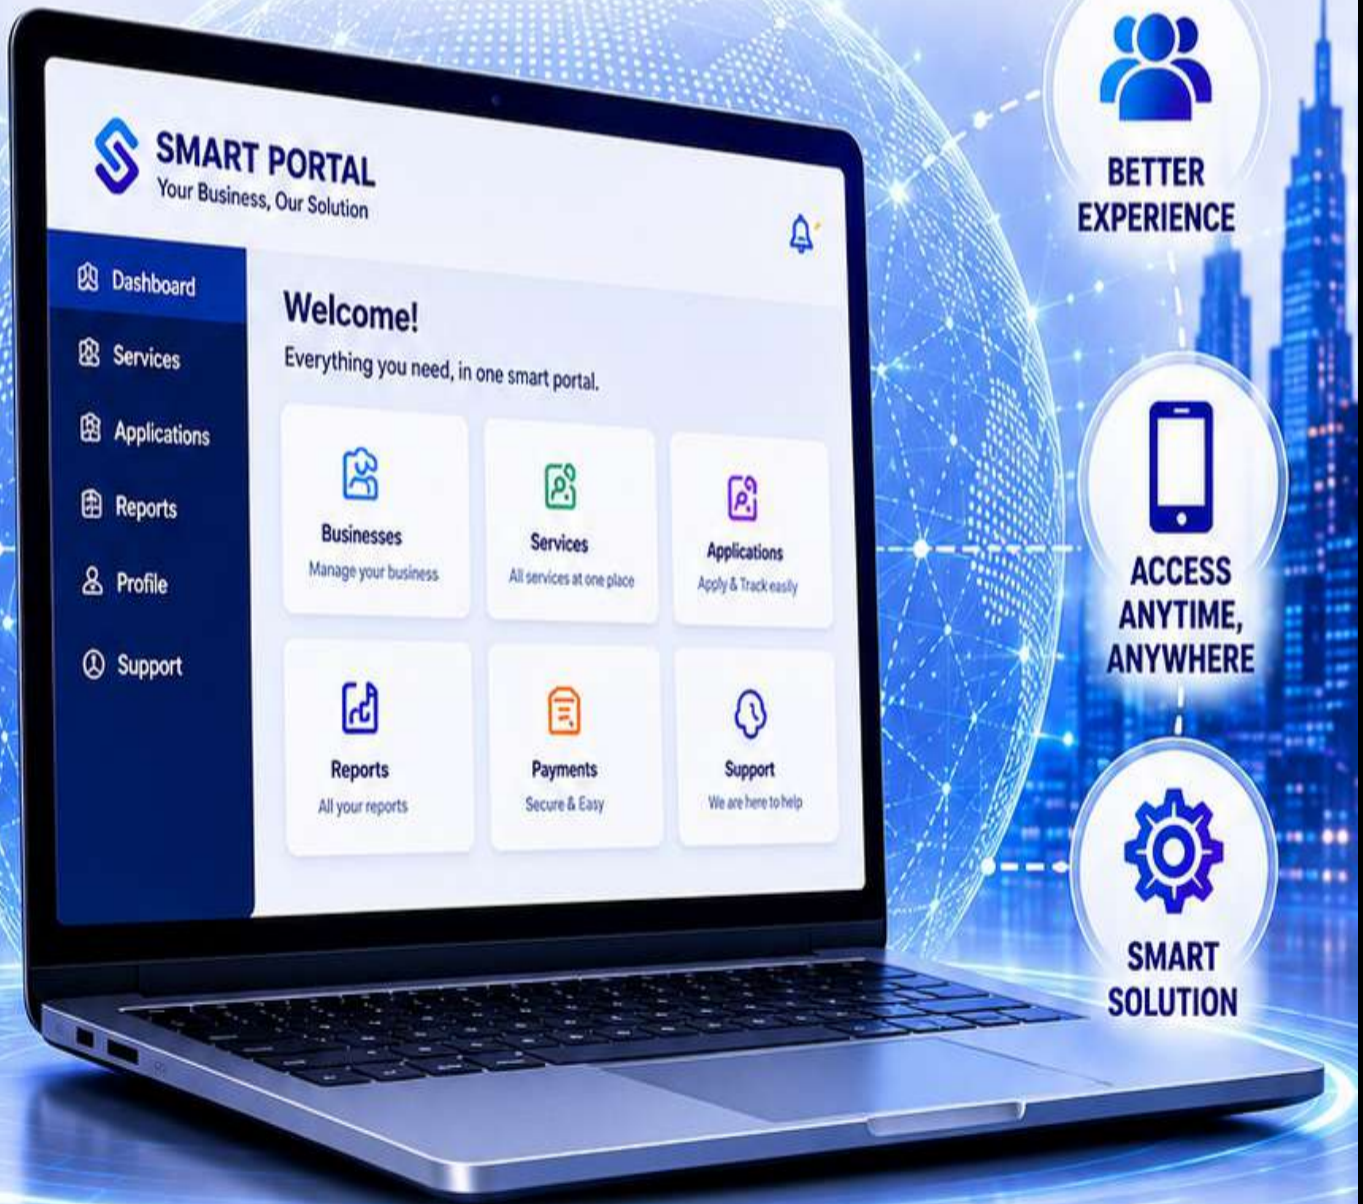 SMART PORTAL
Your Business, Our Solution
Dashboard
Services
Applications
Reports
Profile
Support
Welcome!
Everything you need, in one smart portal.
Businesses
Manage your business
Services
All services at one place
Applications
Apply & Track easily
Reports
All your reports
Payments
Secure & Easy
Support
We are here to help
BETTER
EXPERIENCE
ACCESS
ANYTIME,
ANYWHERE
SMART
SOLUTION